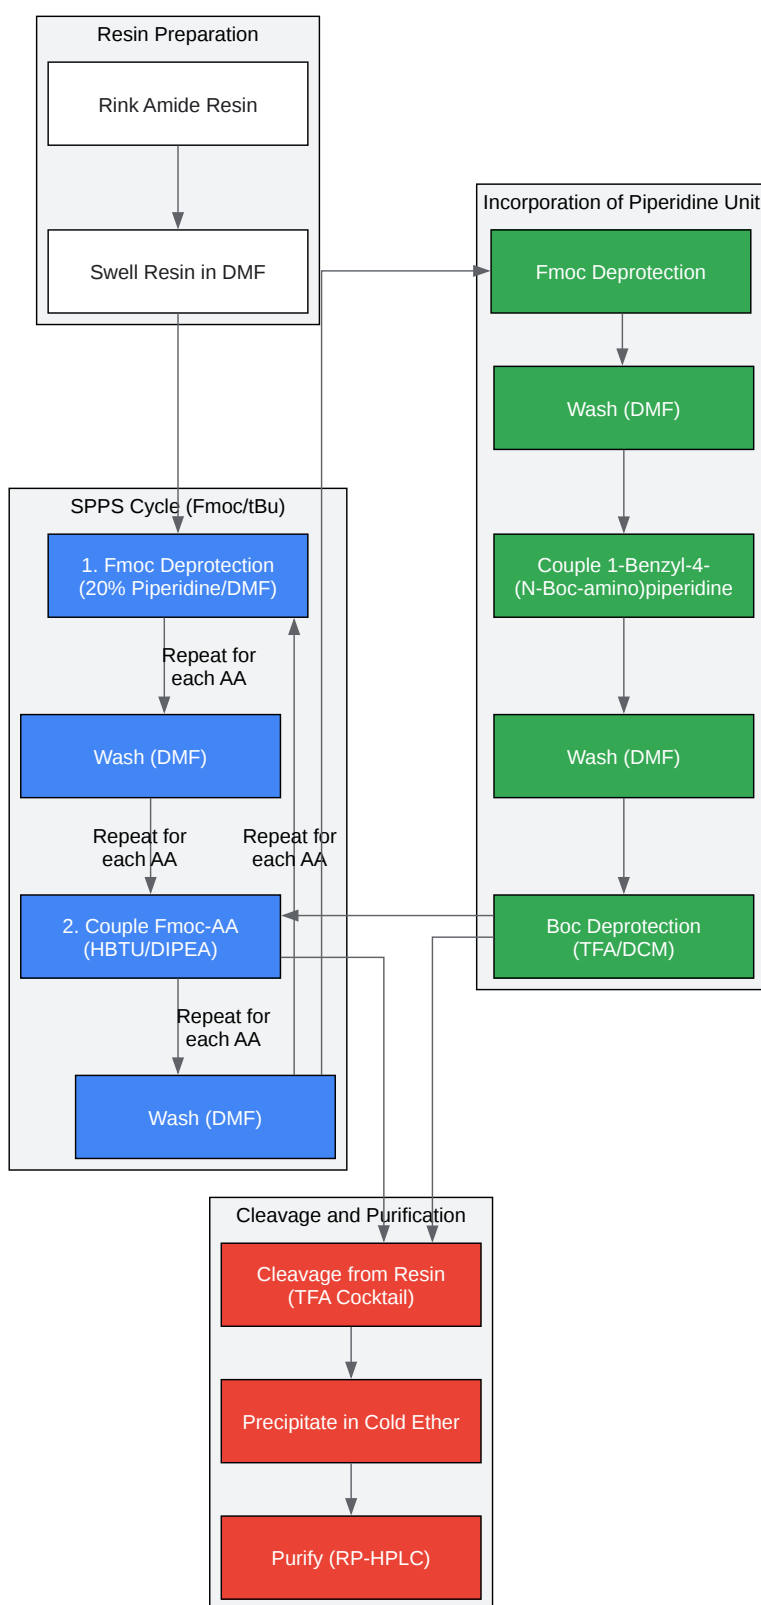 Resin Preparation
Rink Amide Resin
Swell Resin in DMF
Incorporation of Piperidine Unit
Fmoc Deprotection
Wash (DMF)
Couple 1-Benzyl-4-
(N-Boc-amino)piperidine
Wash (DMF)
Boc Deprotection
(TFA/DCM)
SPPS Cycle (Fmoc/tBu)
1. Fmoc Deprotection
(20% Piperidine/DMF)
Repeat for
each AA
Wash (DMF)
Repeat for
each AA
Repeat for
each AA
2. Couple Fmoc-AA
(HBTU/DIPEA)
Repeat for
each AA
Wash (DMF)
Cleavage and Purification
Cleavage from Resin
(TFA Cocktail)
Precipitate in Cold Ether
Purify (RP-HPLC)